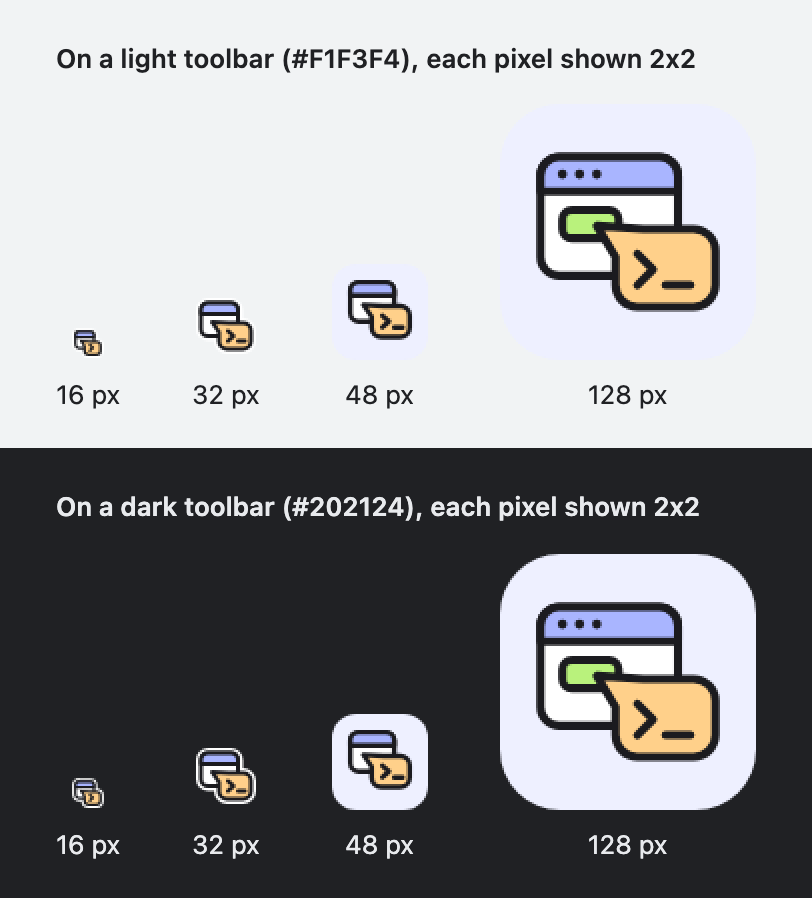 On a light toolbar (#F1F3F4), each pixel shown 2x2
16 px
32 px
48 px
128 px
On a dark toolbar (#202124), each pixel shown 2x2
16 px
32 px
48 px
128 px